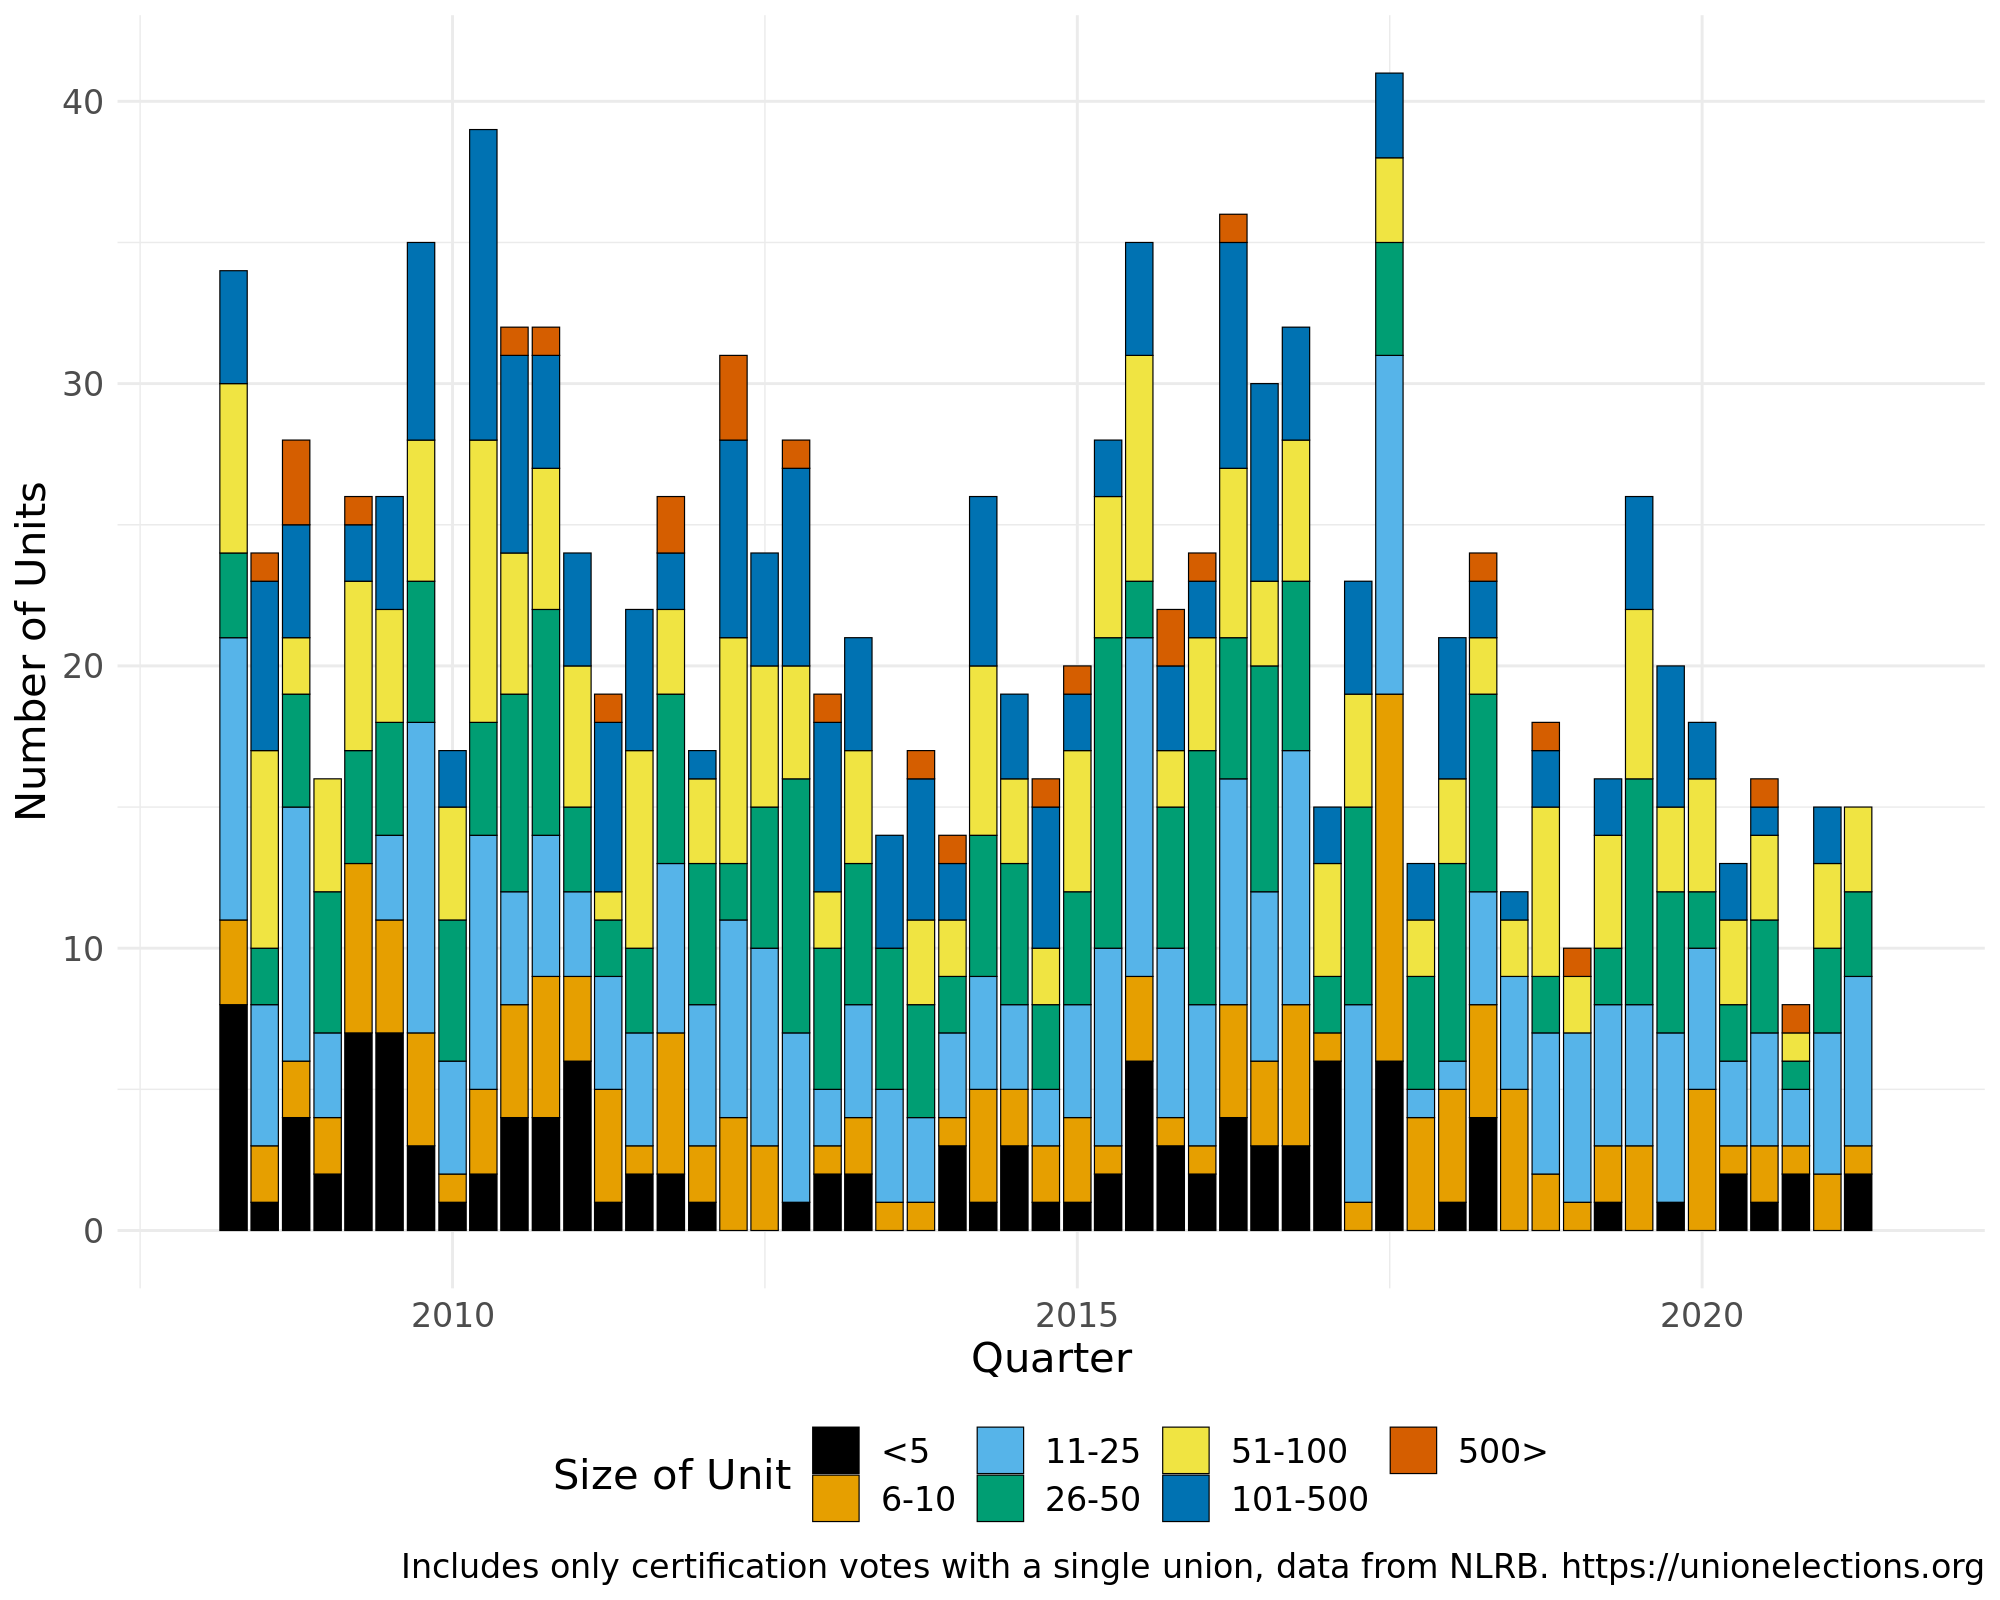 40
30
20
10
0
Number of Units
2010 2015 2020
Quarter
Size of Unit
<5 11-25 51-100 500>
6-10 26-50 101-500
Includes only certification votes with a single union, data from NLRB. https://unionelections.org